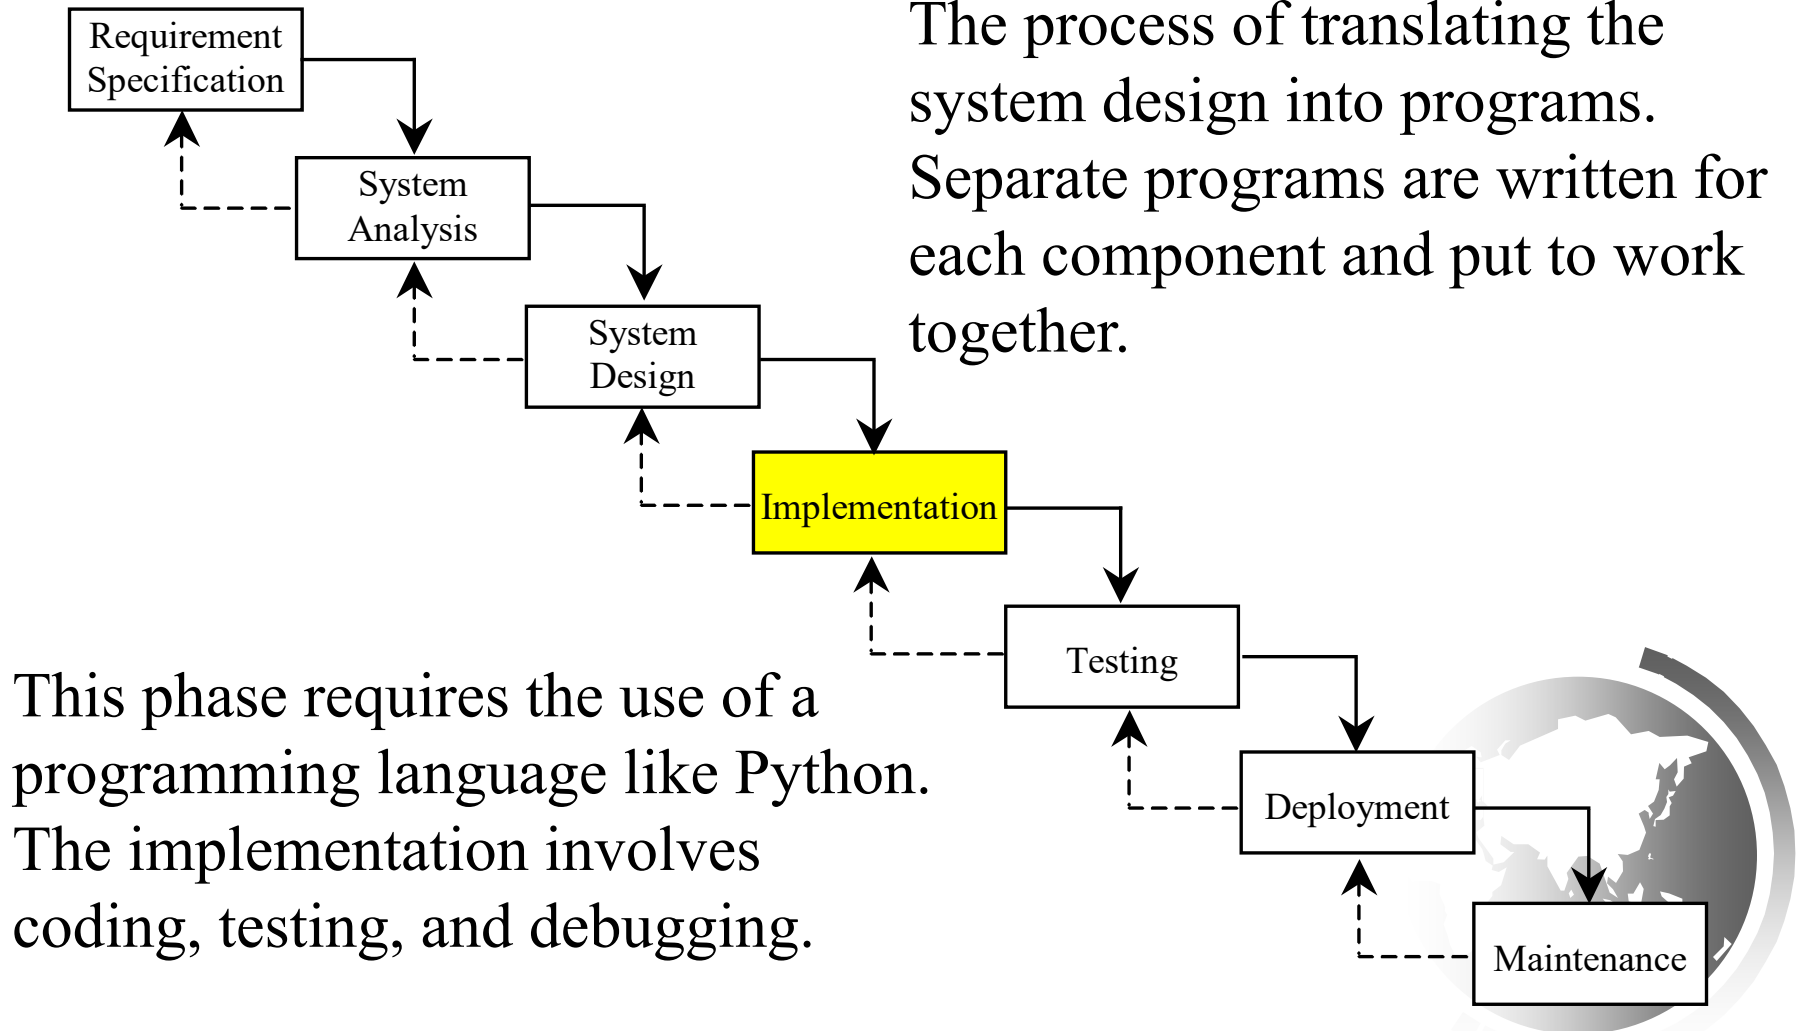 Requirement
Specification
The process of translating the
system design into programs.
Separate programs are written for
each component and put to work
together.
System
Analysis
System
Design
Implementation
Testing
This phase requires the use of a
programming language like Python.
The implementation involves
coding, testing, and debugging.
Deployment
Maintenance